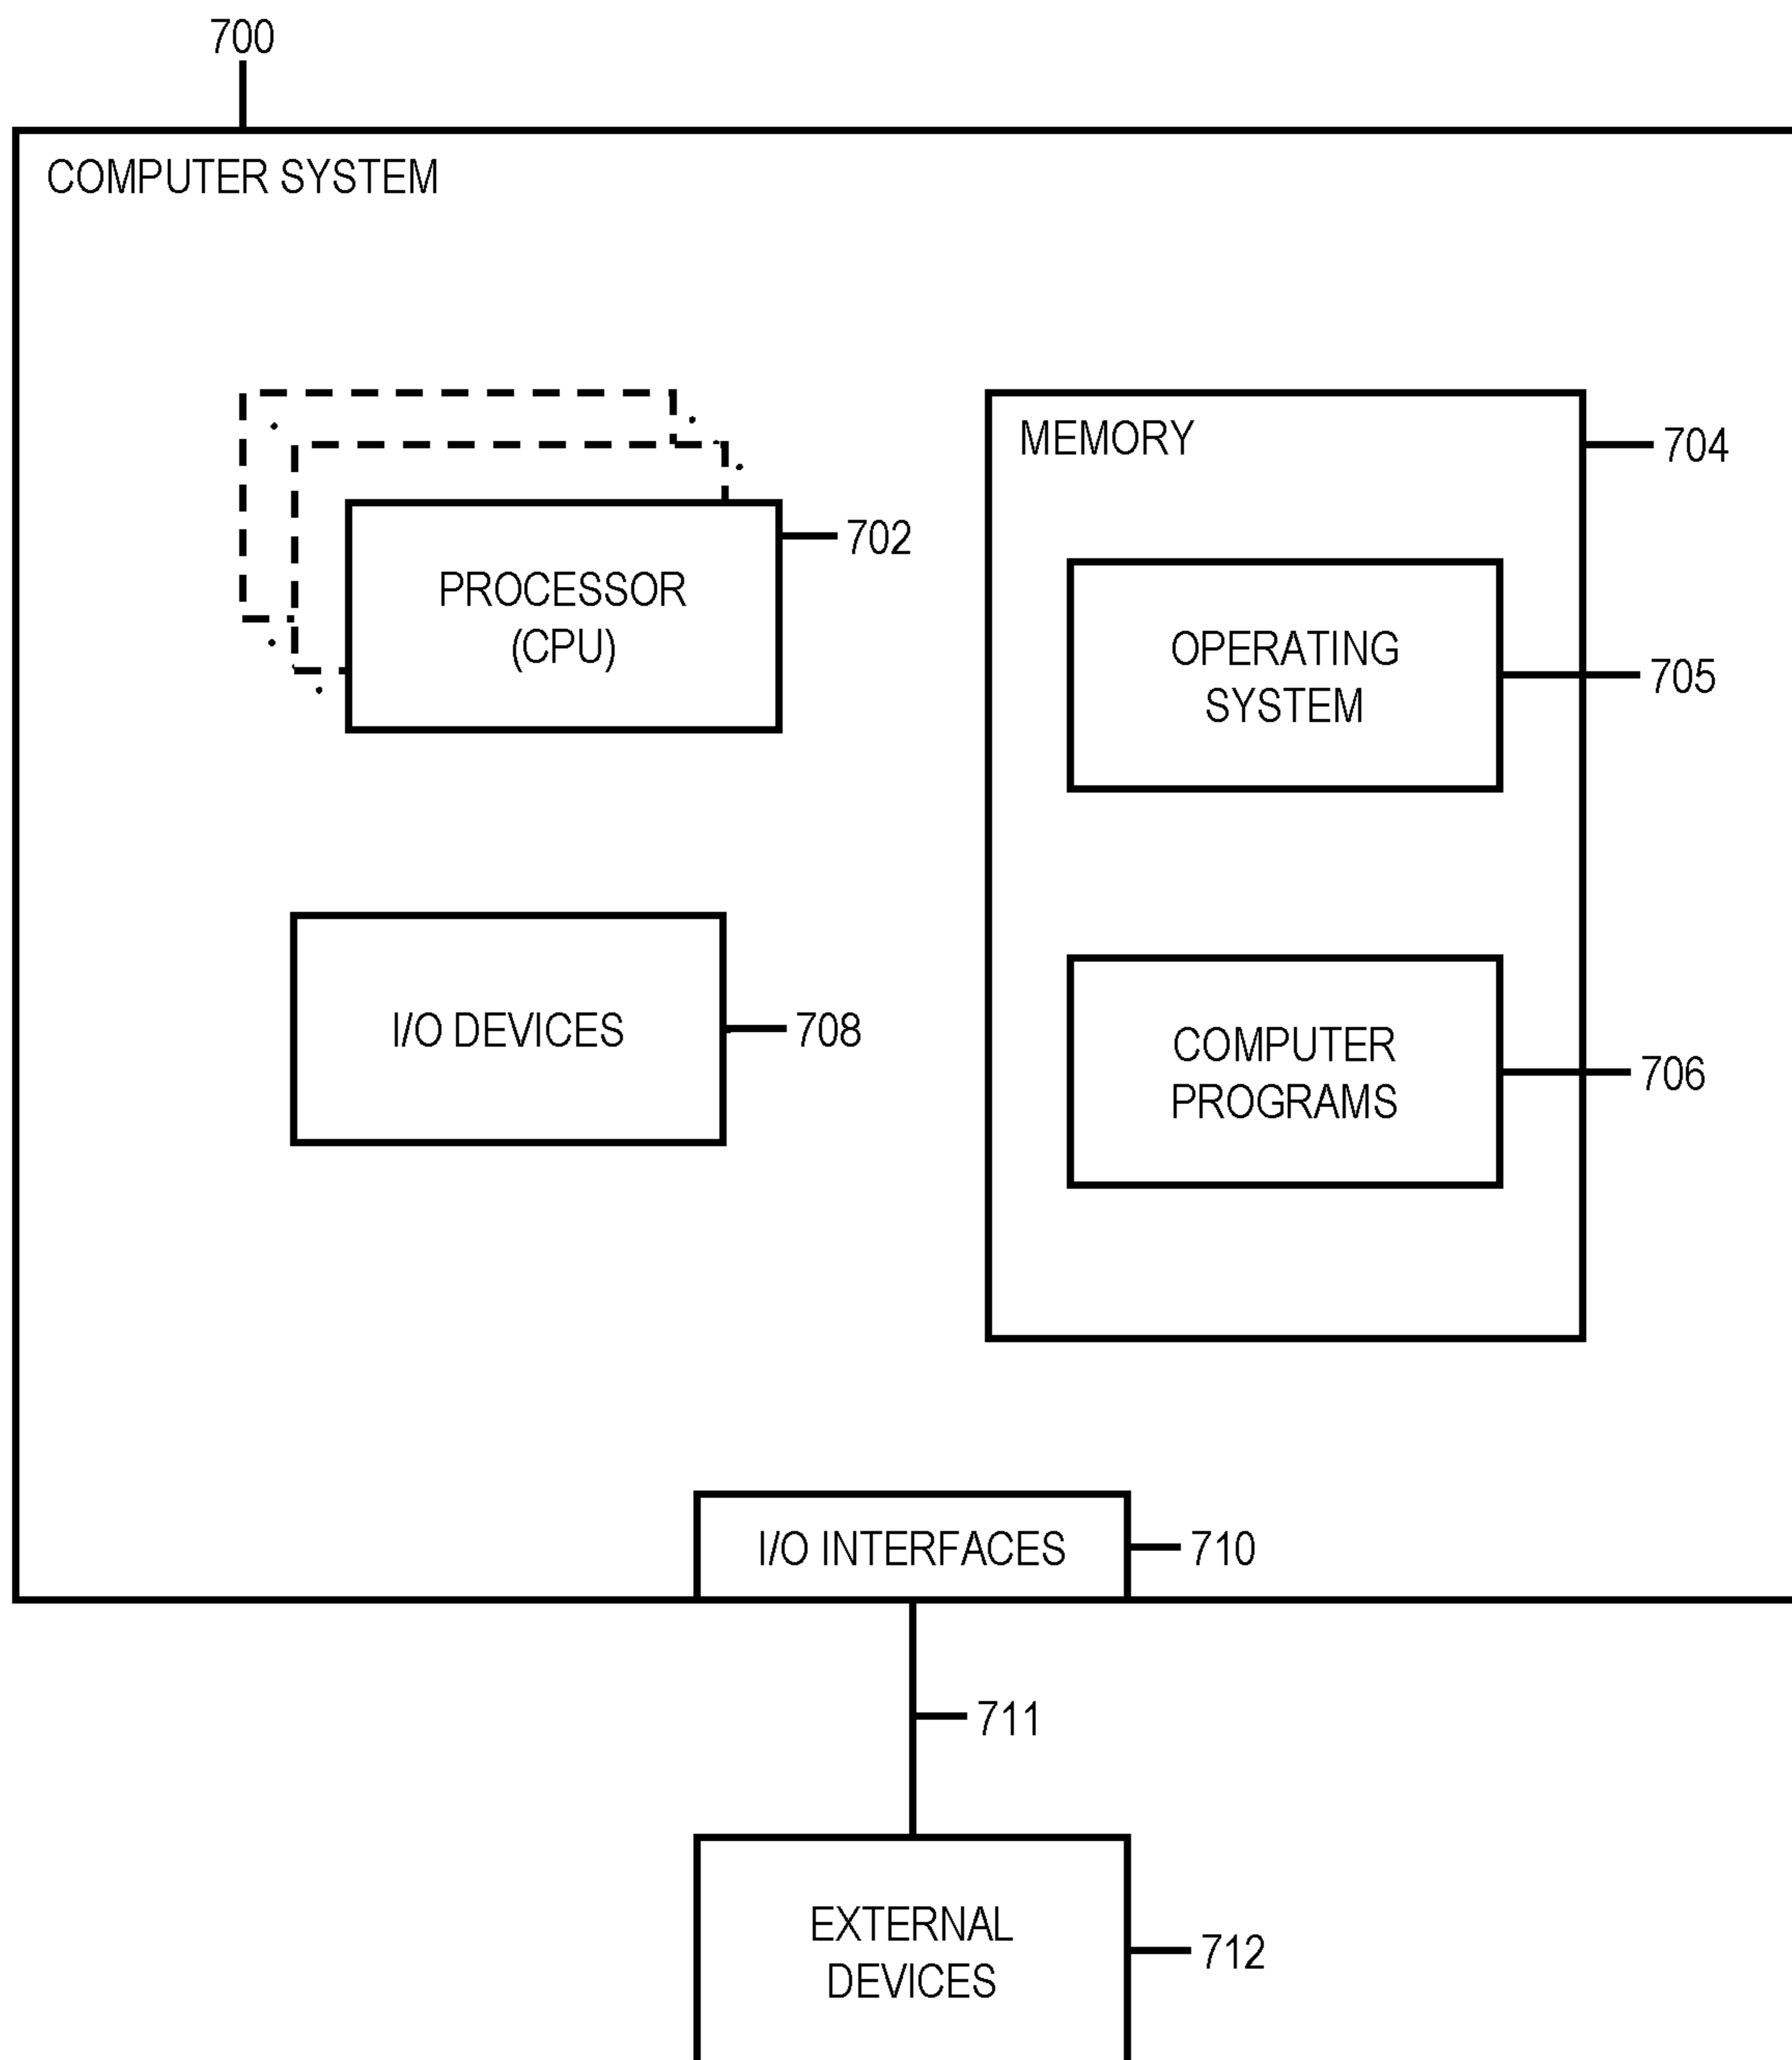 700
COMPUTER SYSTEM
MEMORY
704
702
PROCESSOR
(CPU)
OPERATING
SYSTEM
705
I/O DEVICES
708
COMPUTER
PROGRAMS
706
I/O INTERFACES
710
711
EXTERNAL
DEVICES
712